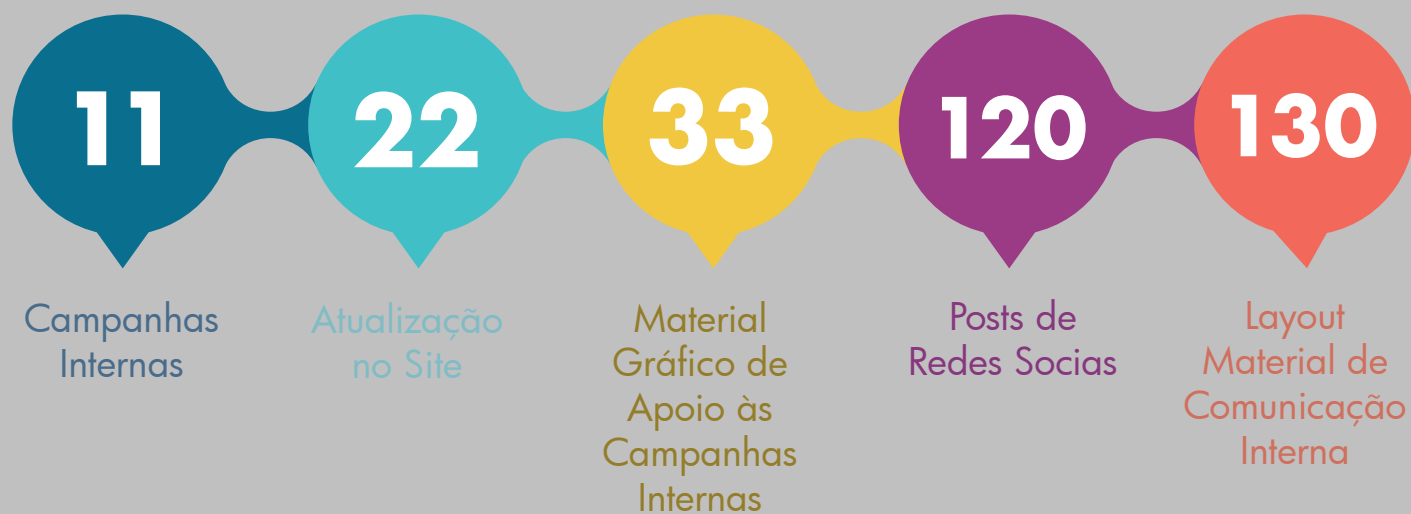 11
Campanhas
Internas
22
Atualização
no Site
33
Material
Gráfico de
Apoio às
Campanhas
Internas
120
Posts de
Redes Socias
130
Layout
Material de
Comunicação
Interna